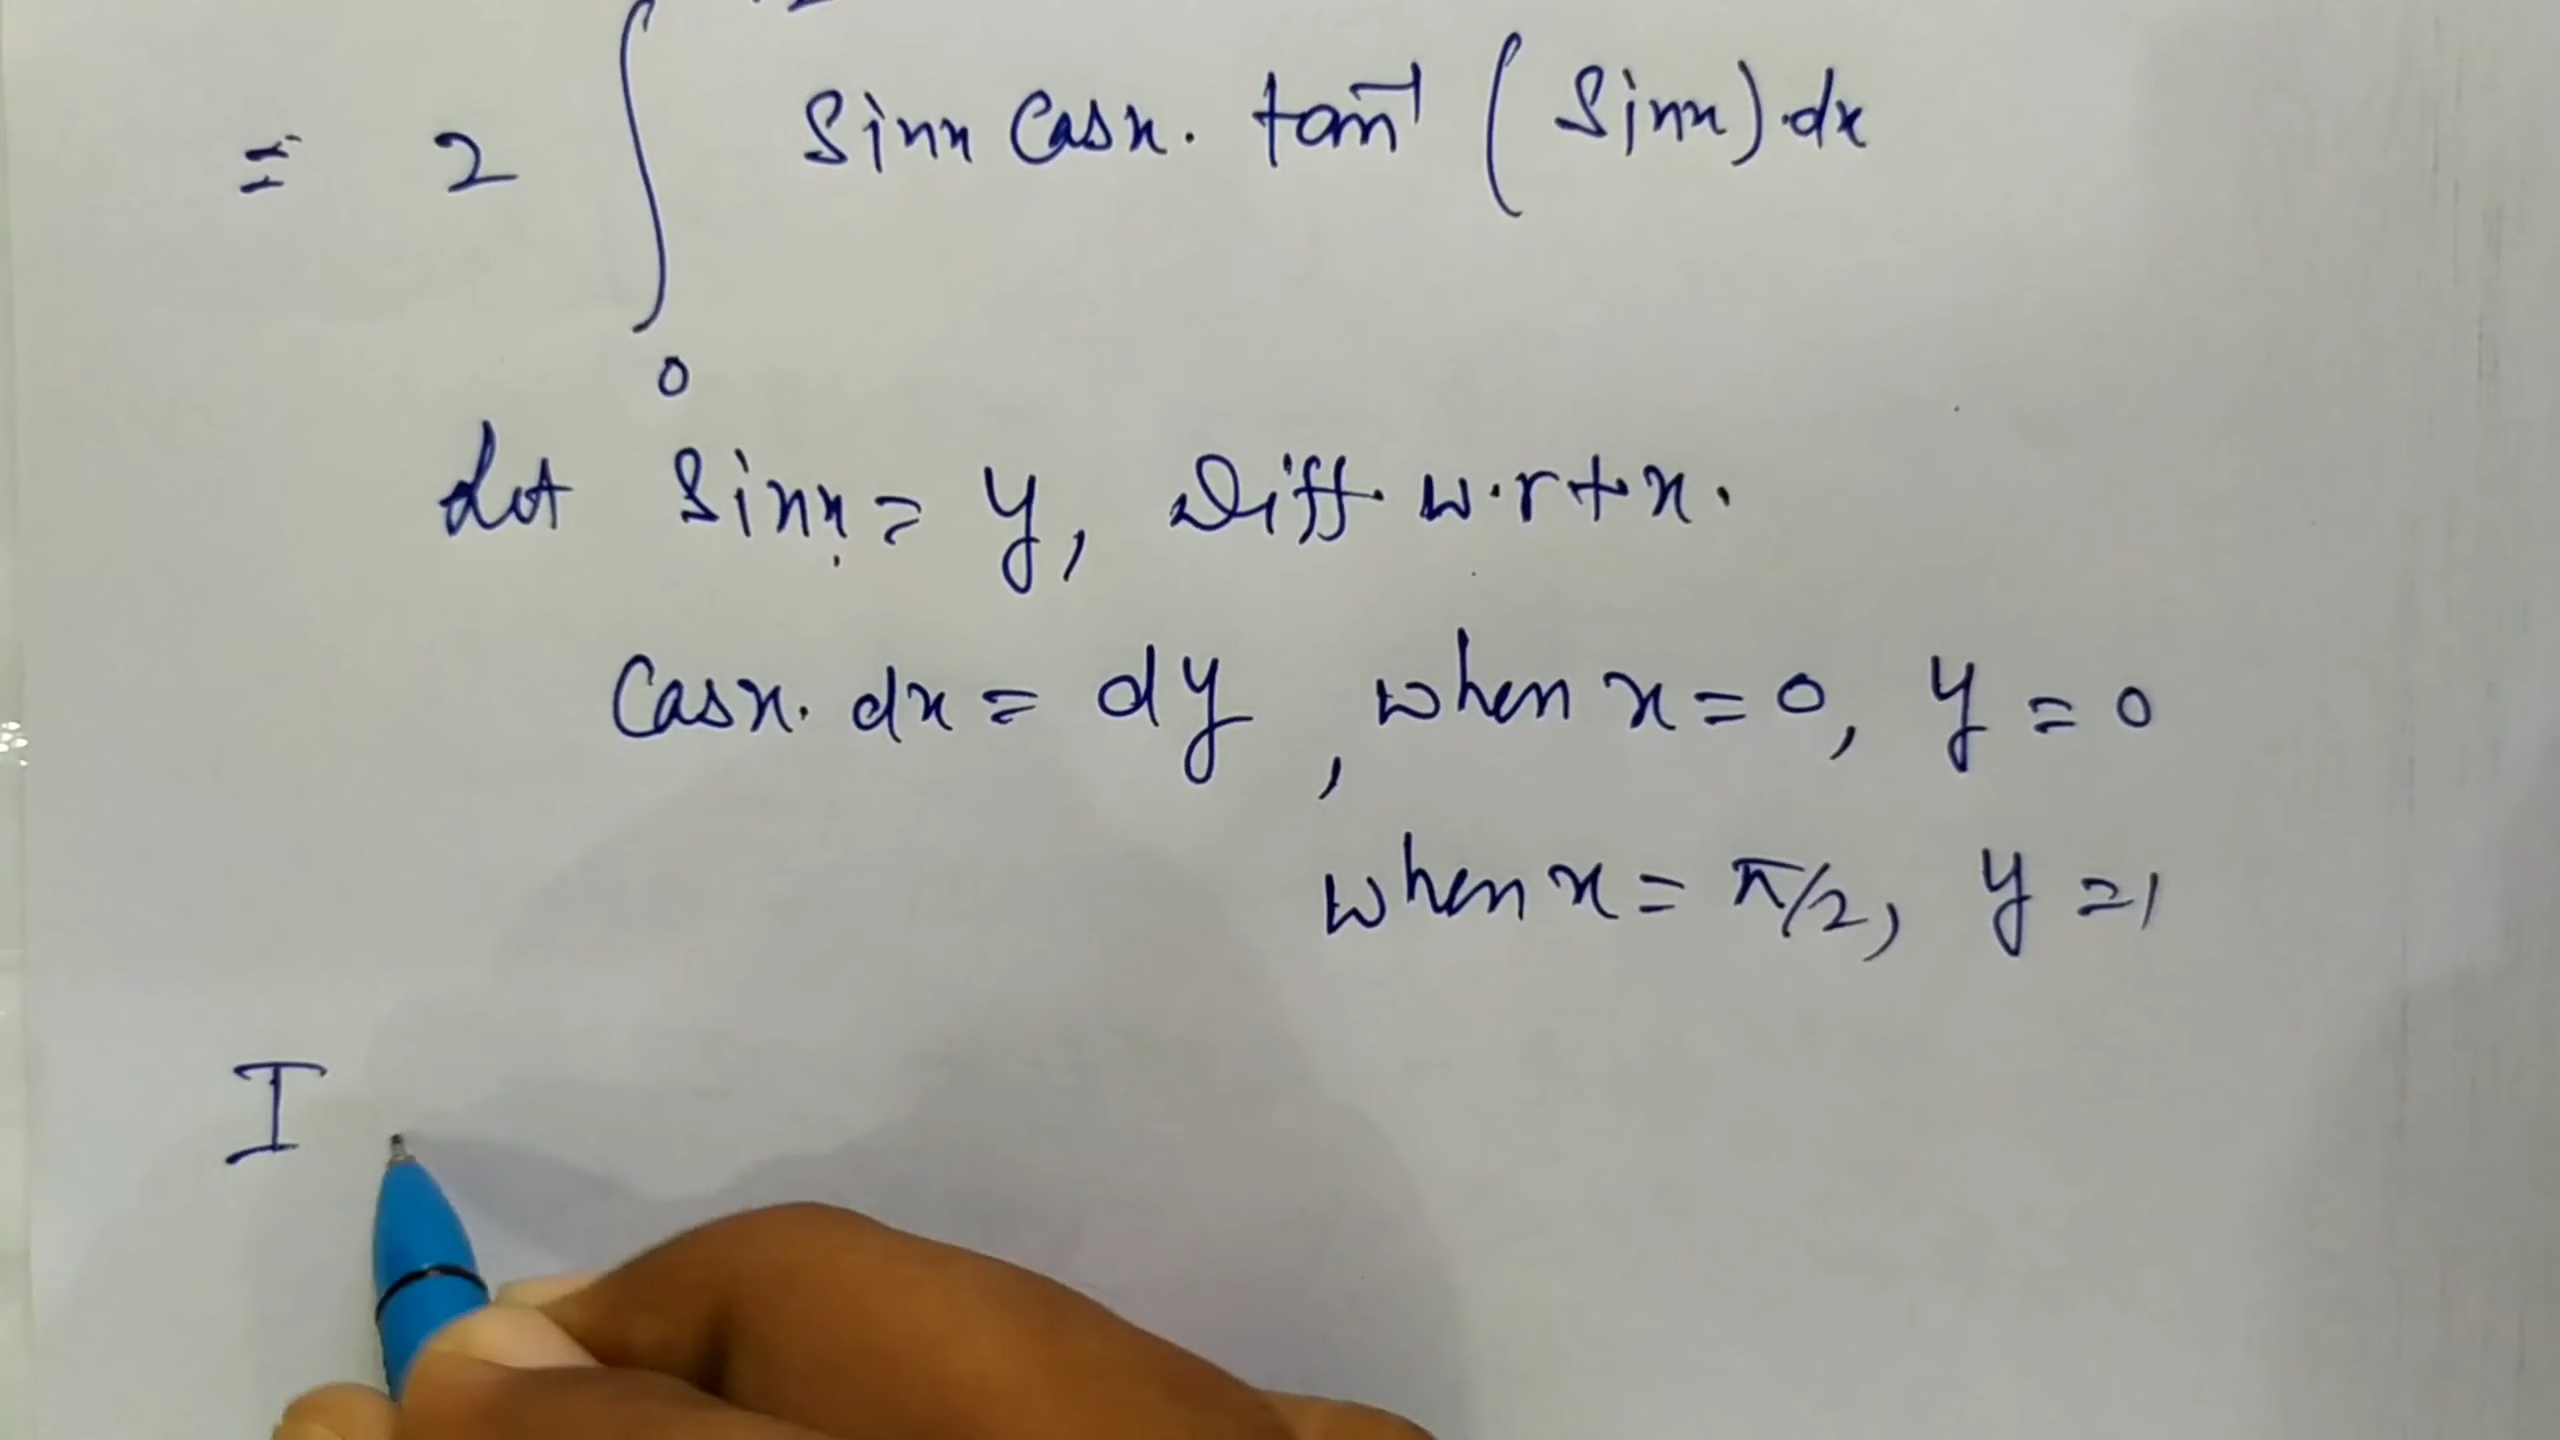 = 2 ∫ Sinx Cosx. tan⁻¹ (Sinx).dx
0
Let Sinx = y, Diff. w.r.t x.
Cosx. dx = dy, when x = 0, y = 0
when x = π/2, y = 1
I